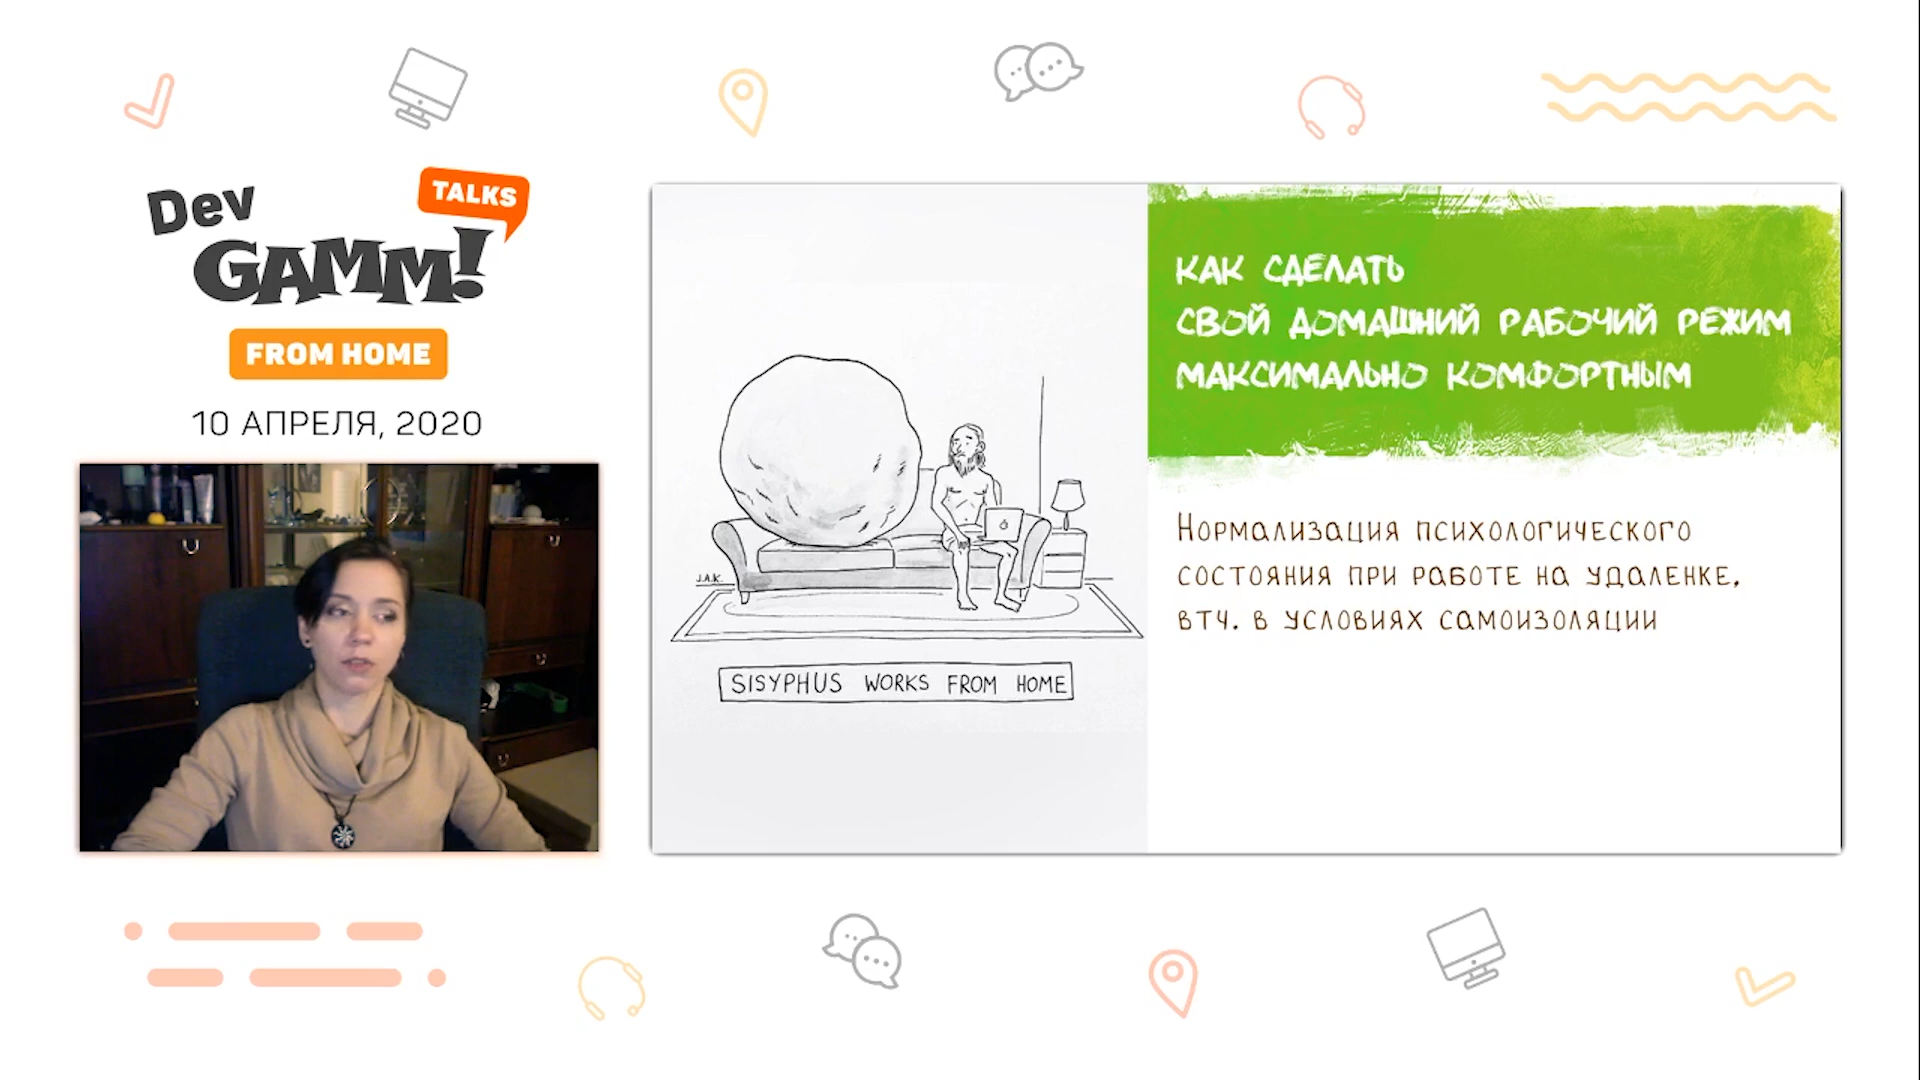 Dev
TALKS
GAMM!
FROM HOME
10 АПРЕЛЯ, 2020
КАК СДЕЛАТЬ
СВОЙ ДОМАШНИЙ РАБОЧИЙ РЕЖИМ
МАКСИМАЛЬНО КОМФОРТНЫМ
J.A.K.
SISYPHUS WORKS FROM HOME
Нормализация психологического
состояния при работе на удаленке,
втч. в условиях самоизоляции